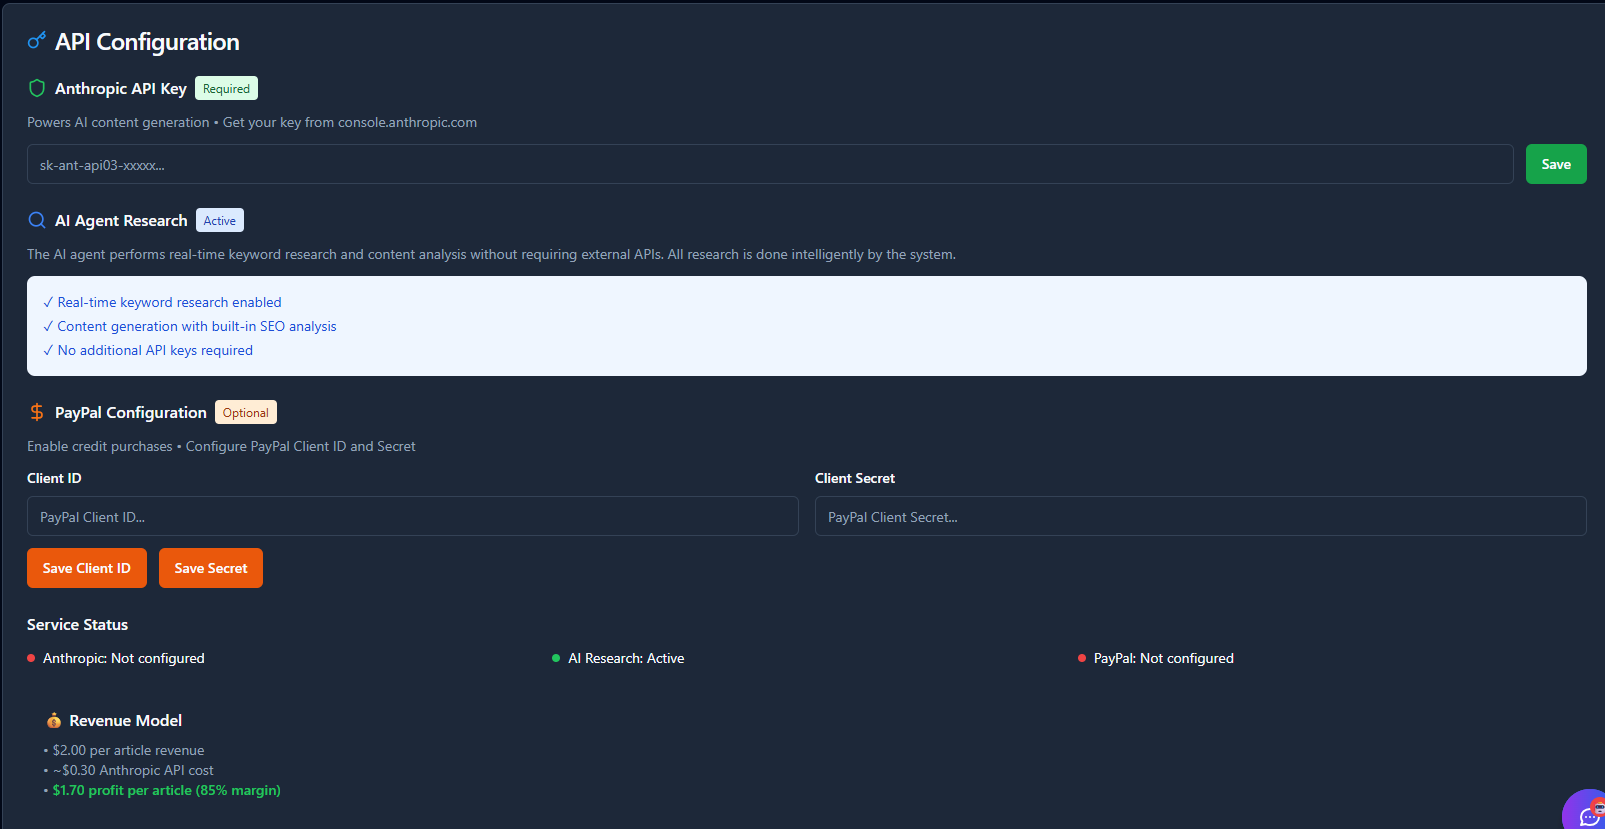 API Configuration
Anthropic API Key Required
Powers AI content generation • Get your key from console.anthropic.com
sk-ant-api03-xxxxx... Save
AI Agent Research Active
The AI agent performs real-time keyword research and content analysis without requiring external APIs. All research is done intelligently by the system.
✓ Real-time keyword research enabled
✓ Content generation with built-in SEO analysis
✓ No additional API keys required
PayPal Configuration Optional
Enable credit purchases • Configure PayPal Client ID and Secret
Client ID Client Secret
PayPal Client ID... PayPal Client Secret...
Save Client ID Save Secret
Service Status
Anthropic: Not configured AI Research: Active PayPal: Not configured
💰 Revenue Model
• $2.00 per article revenue
• ~$0.30 Anthropic API cost
• $1.70 profit per article (85% margin)